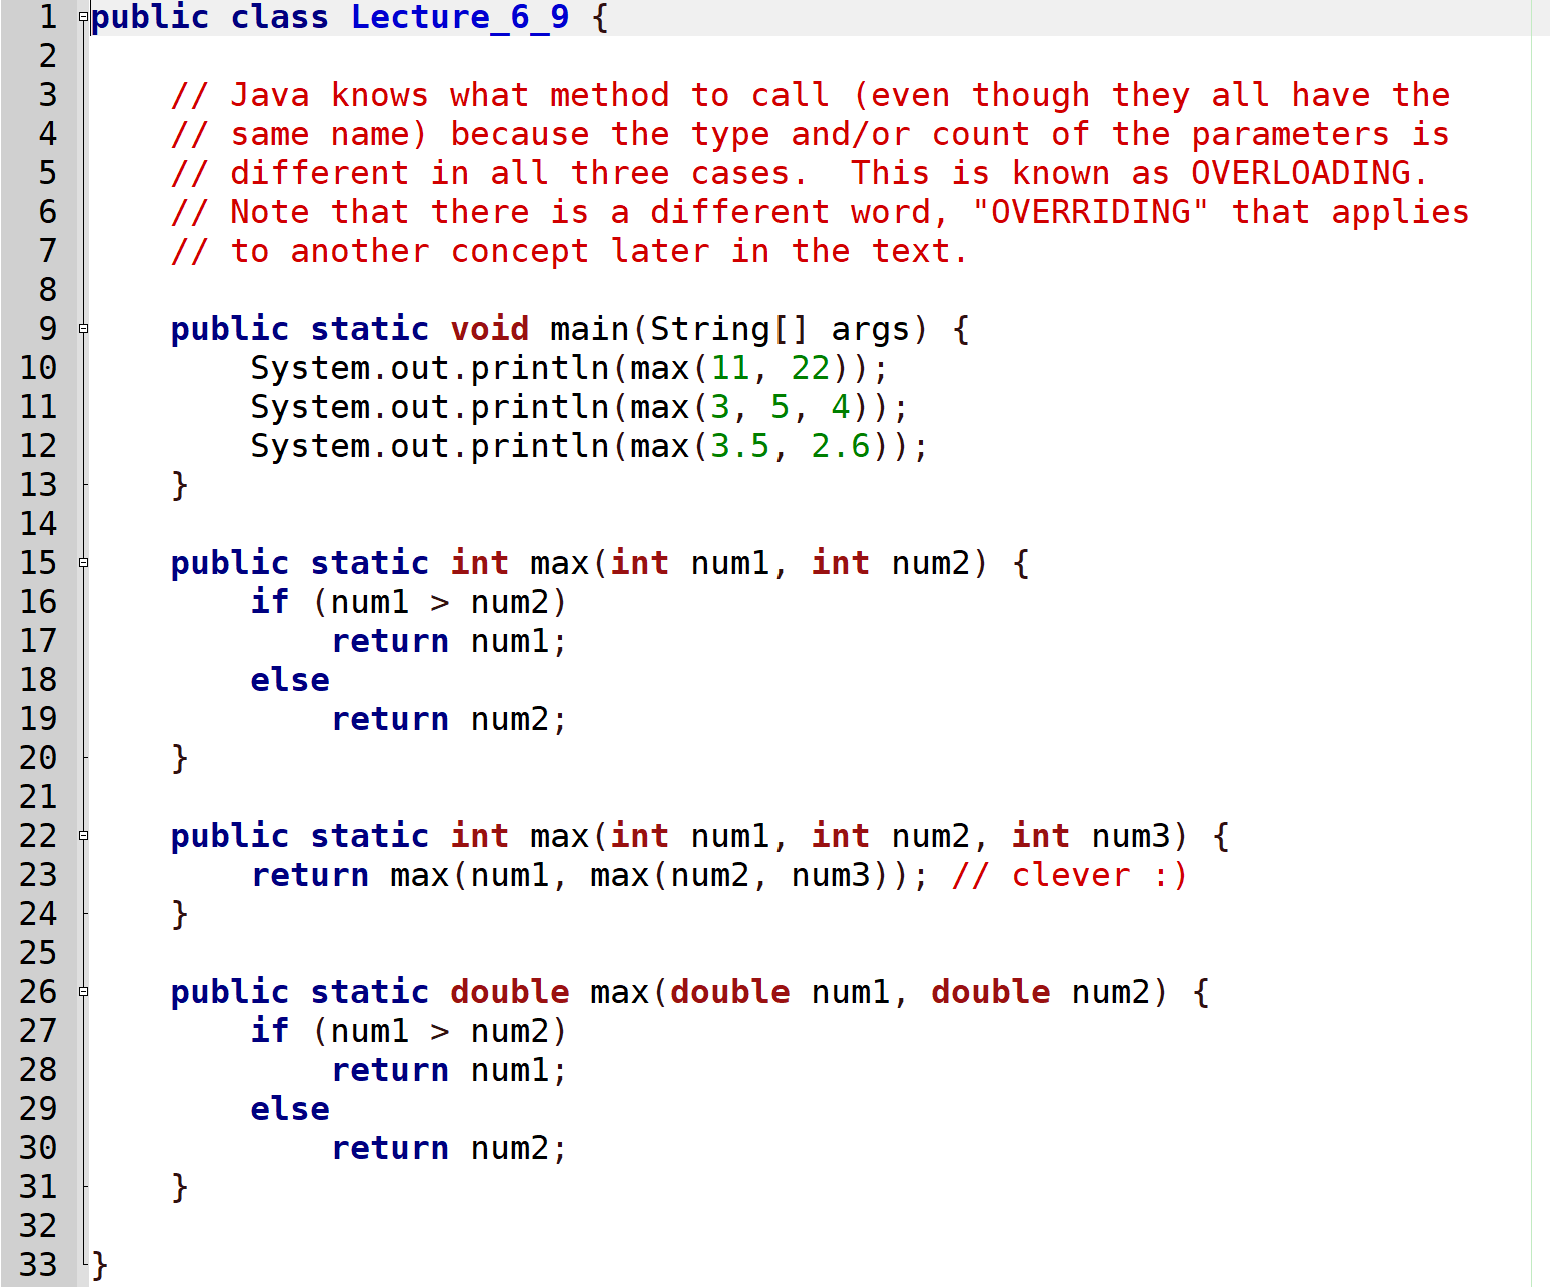 1 public class Lecture_6_9 {
2
3     // Java knows what method to call (even though they all have the
4     // same name) because the type and/or count of the parameters is
5     // different in all three cases.  This is known as OVERLOADING.
6     // Note that there is a different word, "OVERRIDING" that applies
7     // to another concept later in the text.
8
9     public static void main(String[] args) {
10         System.out.println(max(11, 22));
11         System.out.println(max(3, 5, 4));
12         System.out.println(max(3.5, 2.6));
13     }
14
15     public static int max(int num1, int num2) {
16         if (num1 > num2)
17             return num1;
18         else
19             return num2;
20     }
21
22     public static int max(int num1, int num2, int num3) {
23         return max(num1, max(num2, num3)); // clever :)
24     }
25
26     public static double max(double num1, double num2) {
27         if (num1 > num2)
28             return num1;
29         else
30             return num2;
31     }
32
33 }